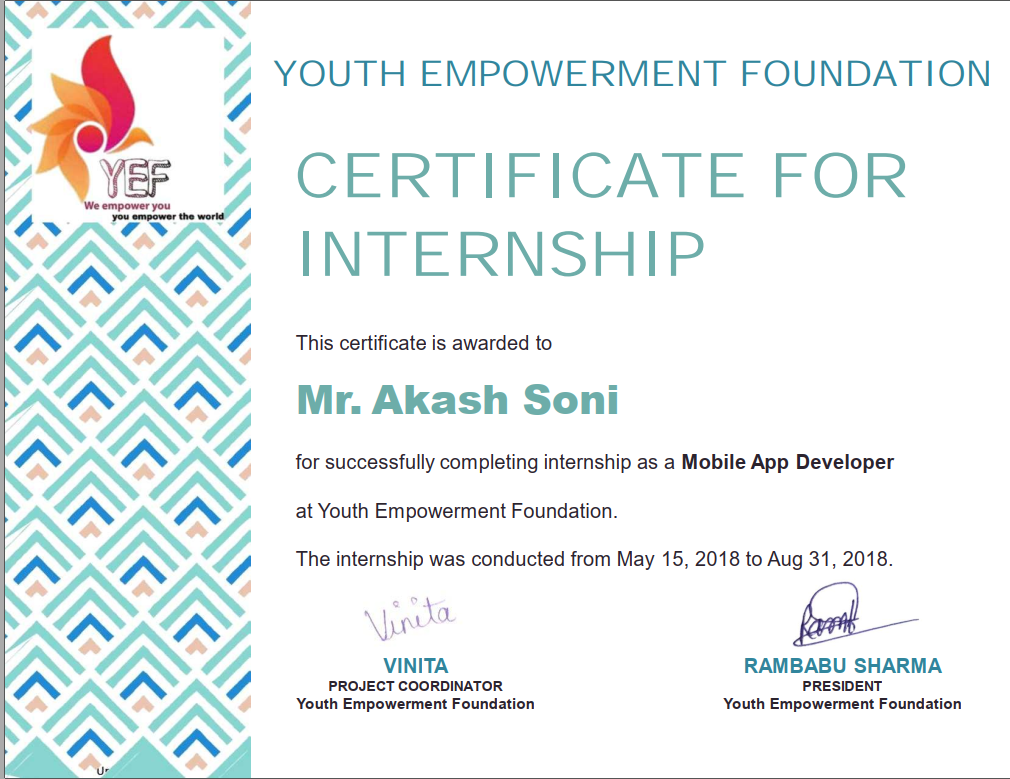 YEF
We empower you
you empower the world
YOUTH EMPOWERMENT FOUNDATION
CERTIFICATE FOR
INTERNSHIP
This certificate is awarded to
Mr. Akash Soni
for successfully completing internship as a Mobile App Developer
at Youth Empowerment Foundation.
The internship was conducted from May 15, 2018 to Aug 31, 2018.
Vinita
VINITA
PROJECT COORDINATOR
Youth Empowerment Foundation
RAMBABU SHARMA
PRESIDENT
Youth Empowerment Foundation